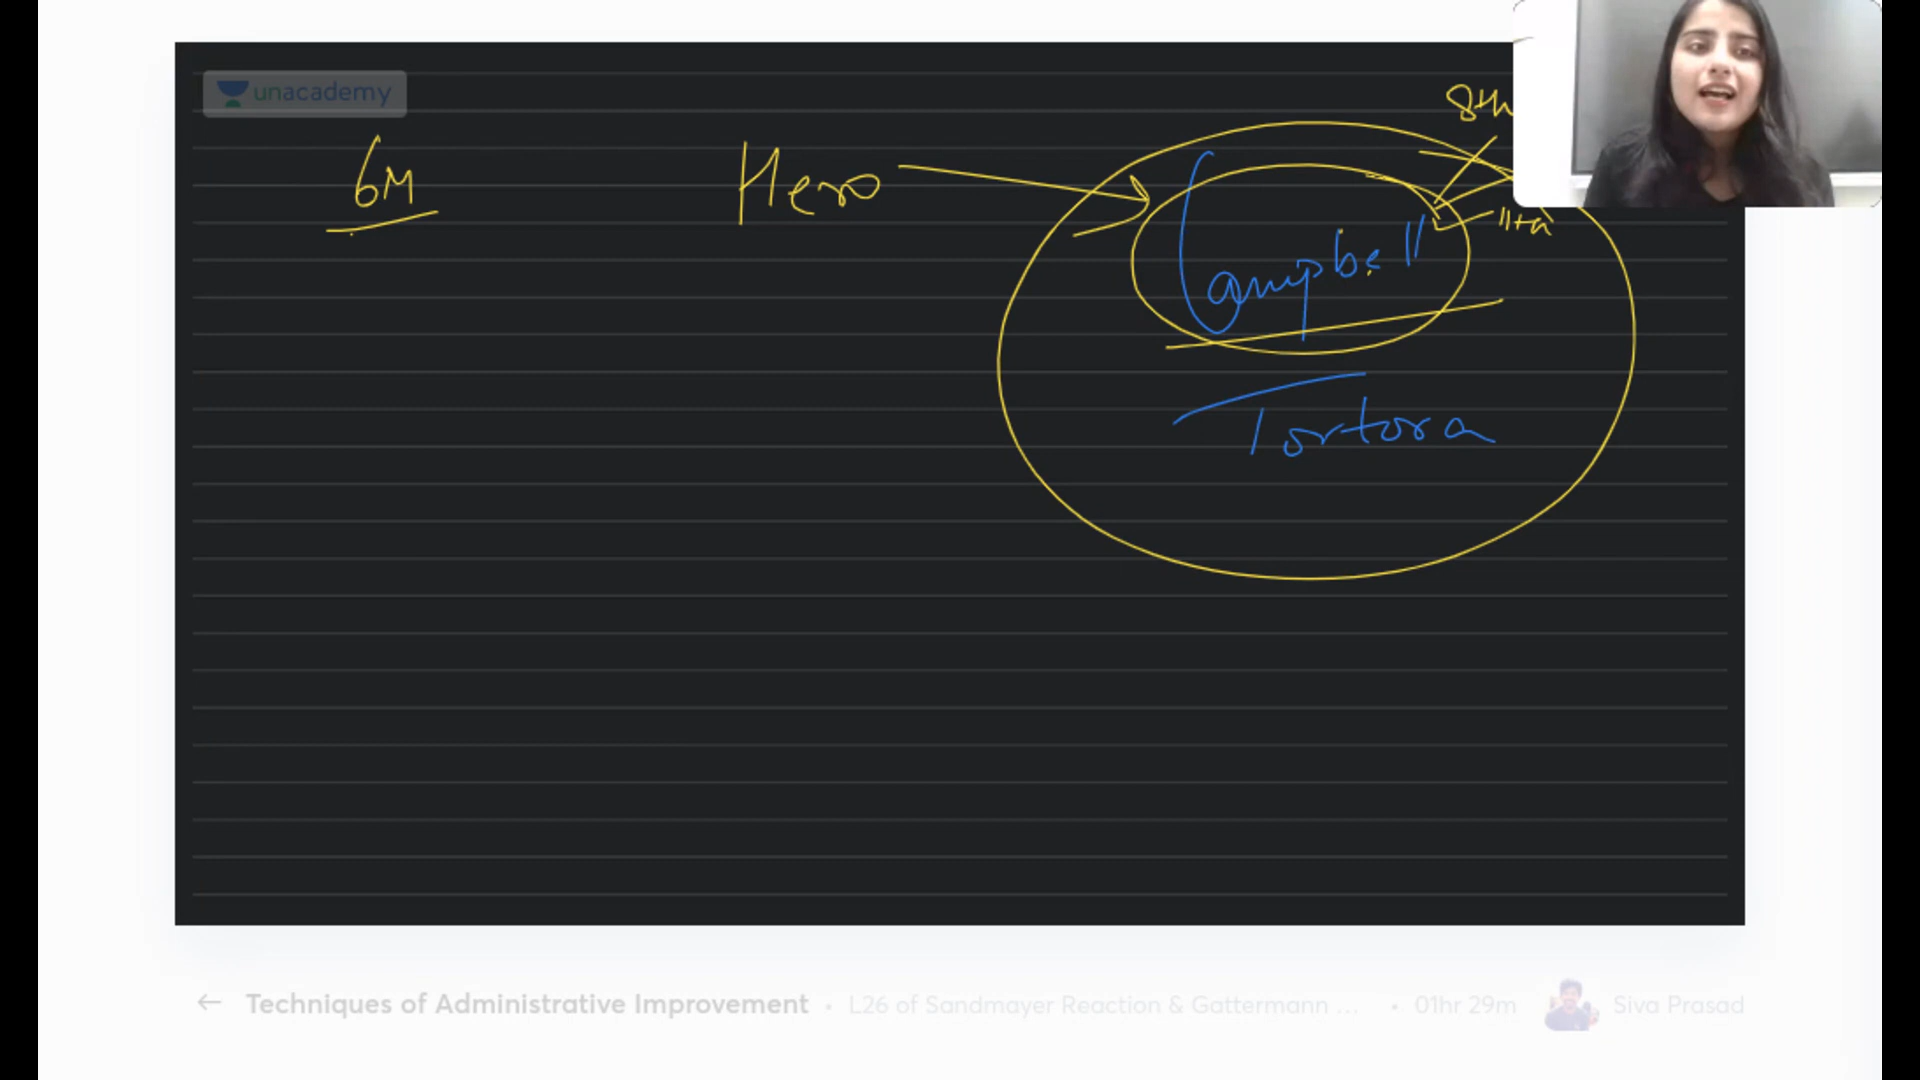 unacademy
8th
6M
Hero
11th
Campbell
Tortora
← Techniques of Administrative Improvement • L26 of Sandmayer Reaction & Gattermann ... • 01hr 29m Siva Prasad